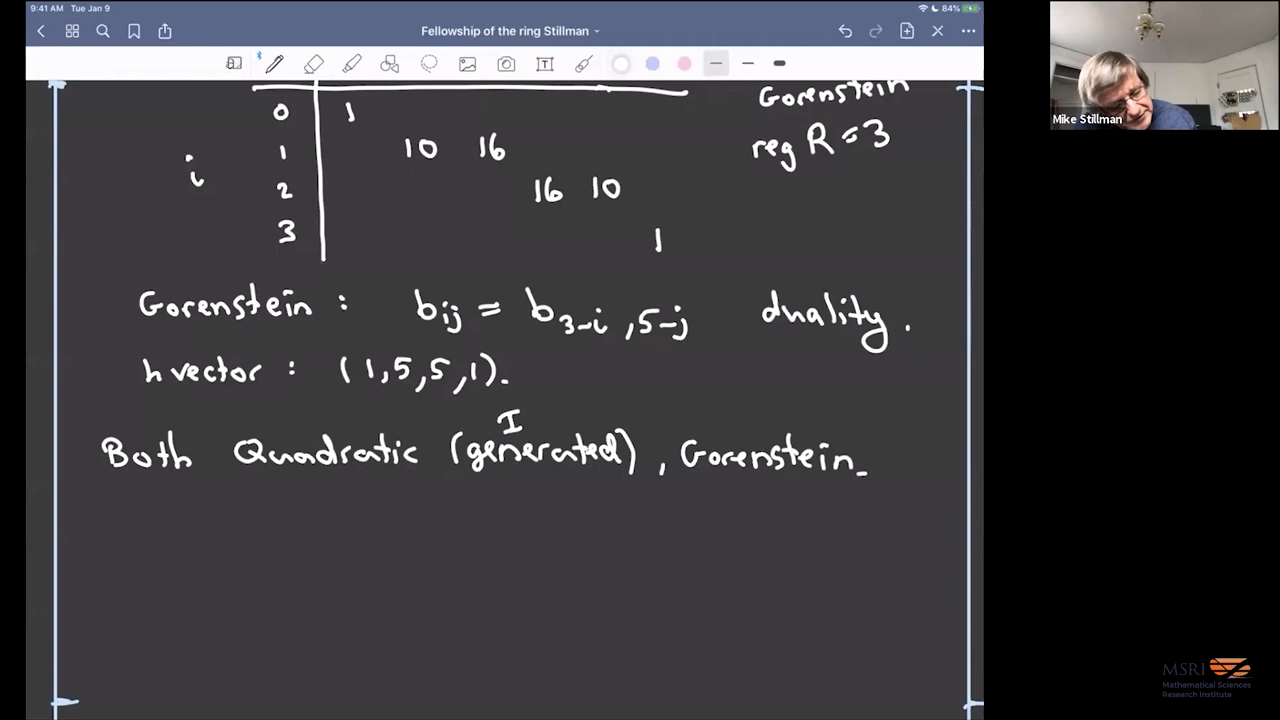 9:41 AM Tue Jan 9
84%
Fellowship of the ring Stillman
Gorenstein
0 1
reg R = 3
1 10 16
i
2 16 10
3 1
Gorenstein : bij = b3-i, 5-j duality.
h vector : (1,5,5,1).
I
Both Quadratic (generated), Gorenstein
Mike Stillman
MSRI
Mathematical Sciences
Research Institute